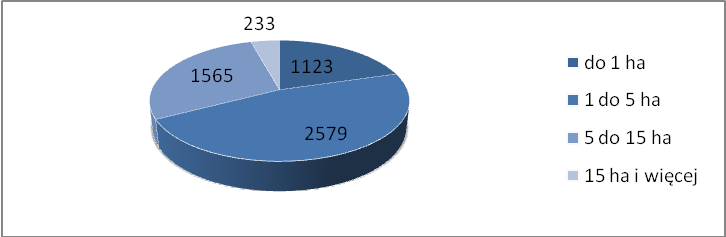 233
1123
1565
2579
do 1 ha
1 do 5 ha
5 do 15 ha
15 ha i więcej